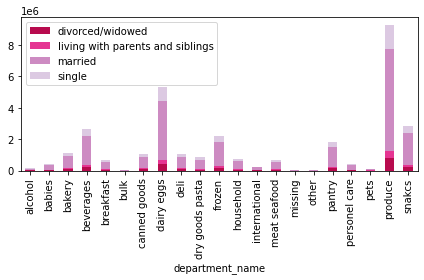 1e6
8
6
4
2
0
divorced/widowed
living with parents and siblings
married
single
alcohol
babies
bakery
beverages
breakfast
bulk
canned goods
dairy eggs
deli
dry goods pasta
frozen
household
international
meat seafood
missing
other
pantry
personel care
pets
produce
snakcs
department_name